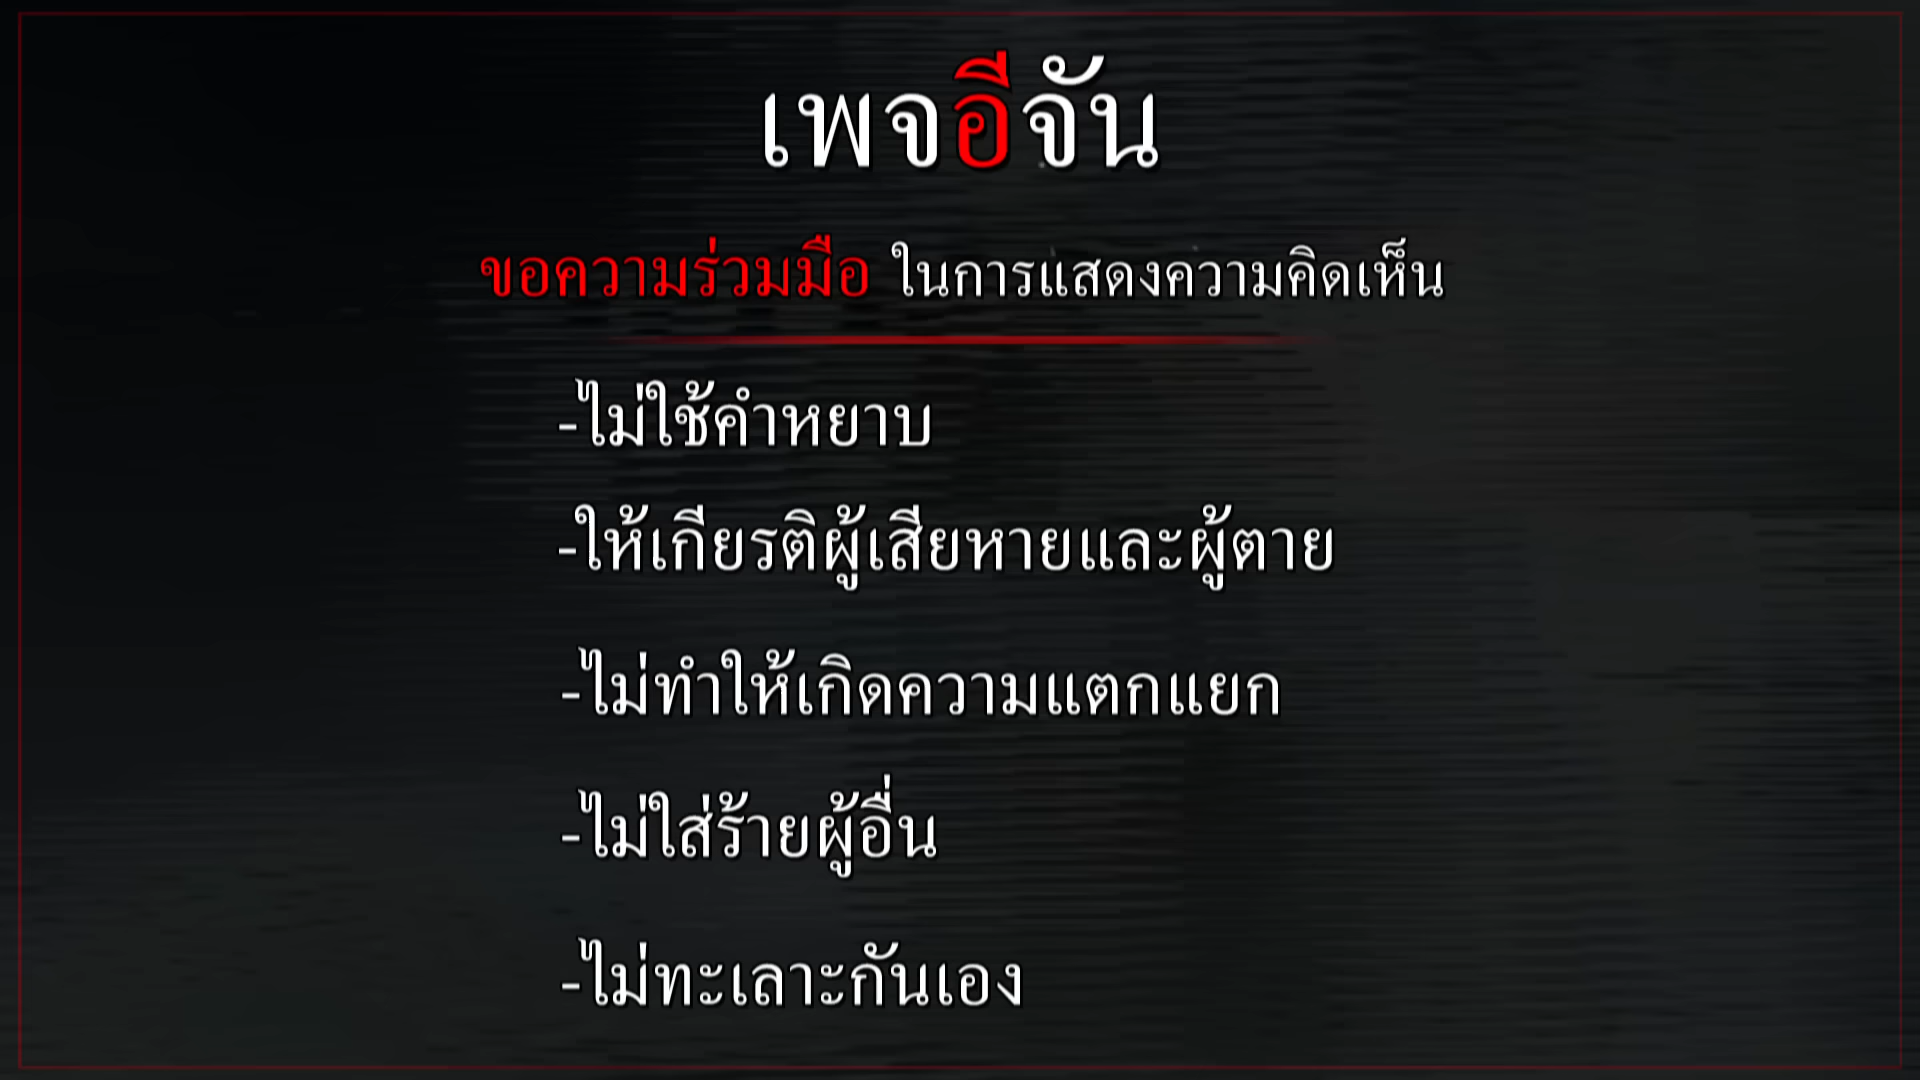 เพจอีจัน
ขอความร่วมมือ ในการแสดงความคิดเห็น
-ไม่ใช้คำหยาบ
-ให้เกียรติผู้เสียหายและผู้ตาย
-ไม่ทำให้เกิดความแตกแยก
-ไม่ใส่ร้ายผู้อื่น
-ไม่ทะเลาะกันเอง